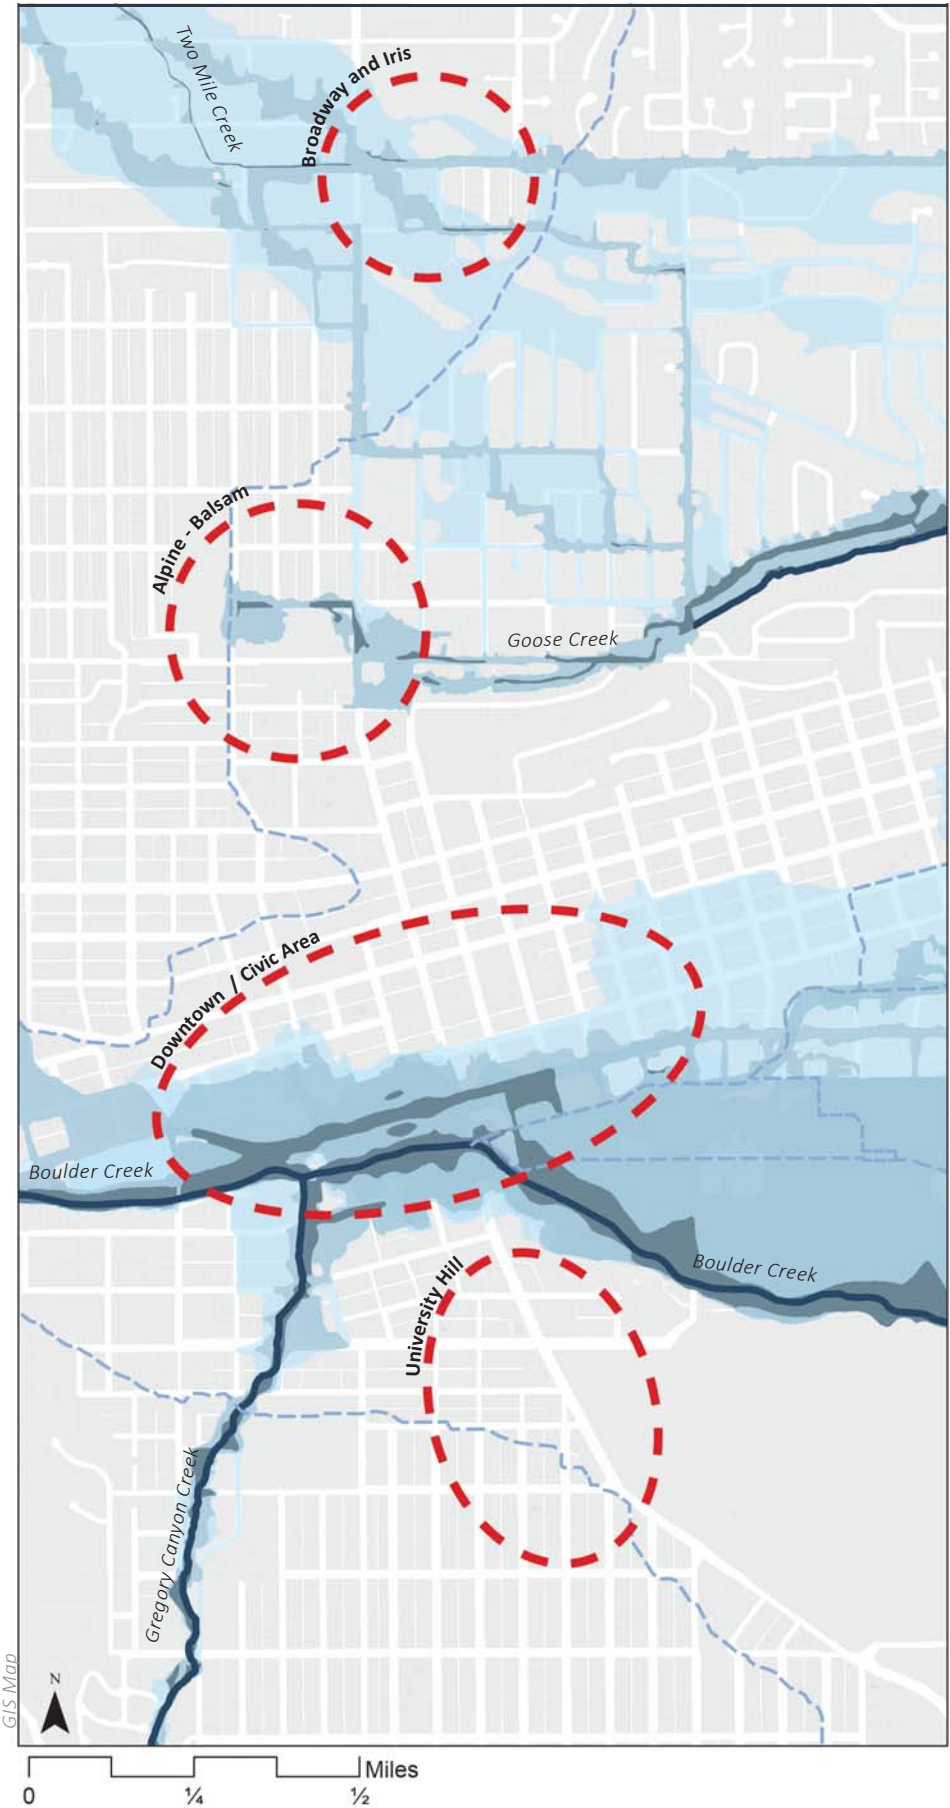 Two Mile Creek
Broadway and Iris
Alpine - Balsam
Goose Creek
Downtown / Civic Area
Boulder Creek
Boulder Creek
University Hill
Gregory Canyon Creek
GIS Map
N
Miles
0 ¼ ½